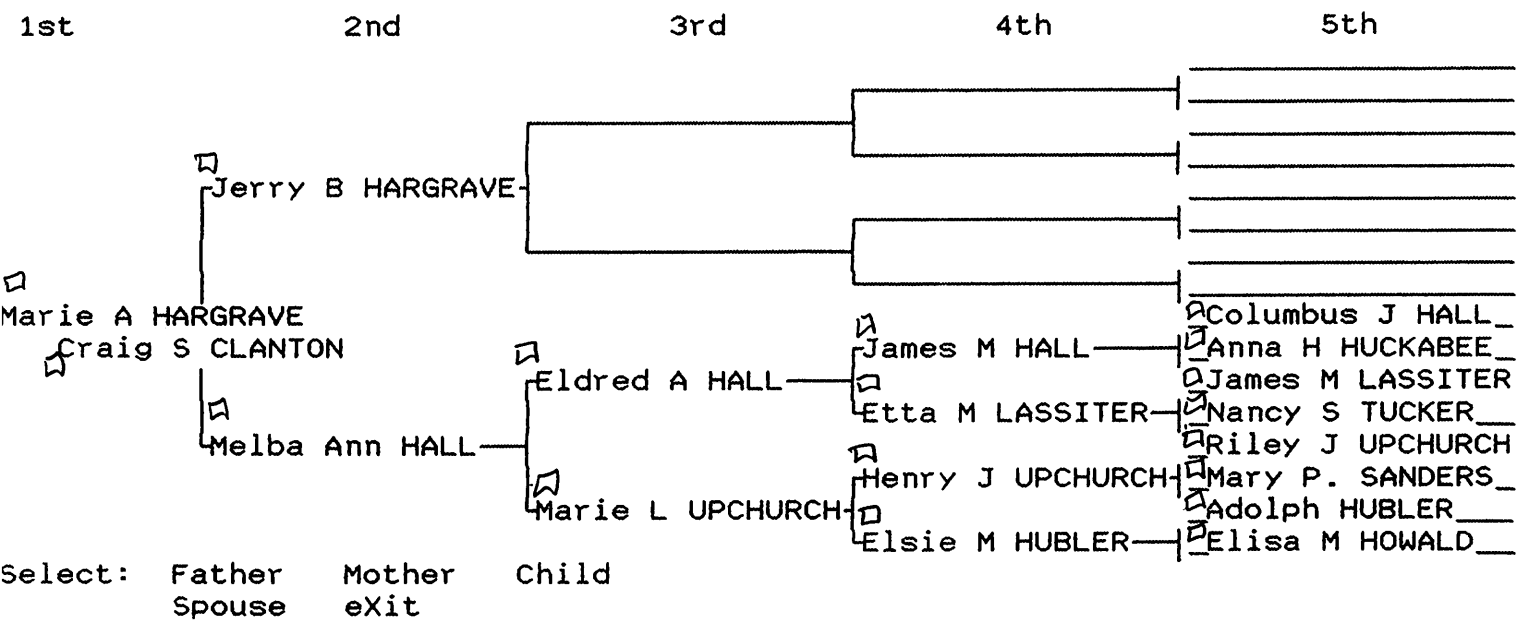 1st 2nd 3rd 4th 5th
Jerry B HARGRAVE
Marie A HARGRAVE
Columbus J HALL_
Craig S CLANTON
James M HALL
Anna H HUCKABEE_
Eldred A HALL
James M LASSITER
Etta M LASSITER
Nancy S TUCKER__
Melba Ann HALL
Riley J UPCHURCH
Henry J UPCHURCH
Mary P. SANDERS_
Marie L UPCHURCH
Adolph HUBLER___
Elsie M HUBLER
Elisa M HOWALD__
Select: Father Mother Child
Spouse eXit